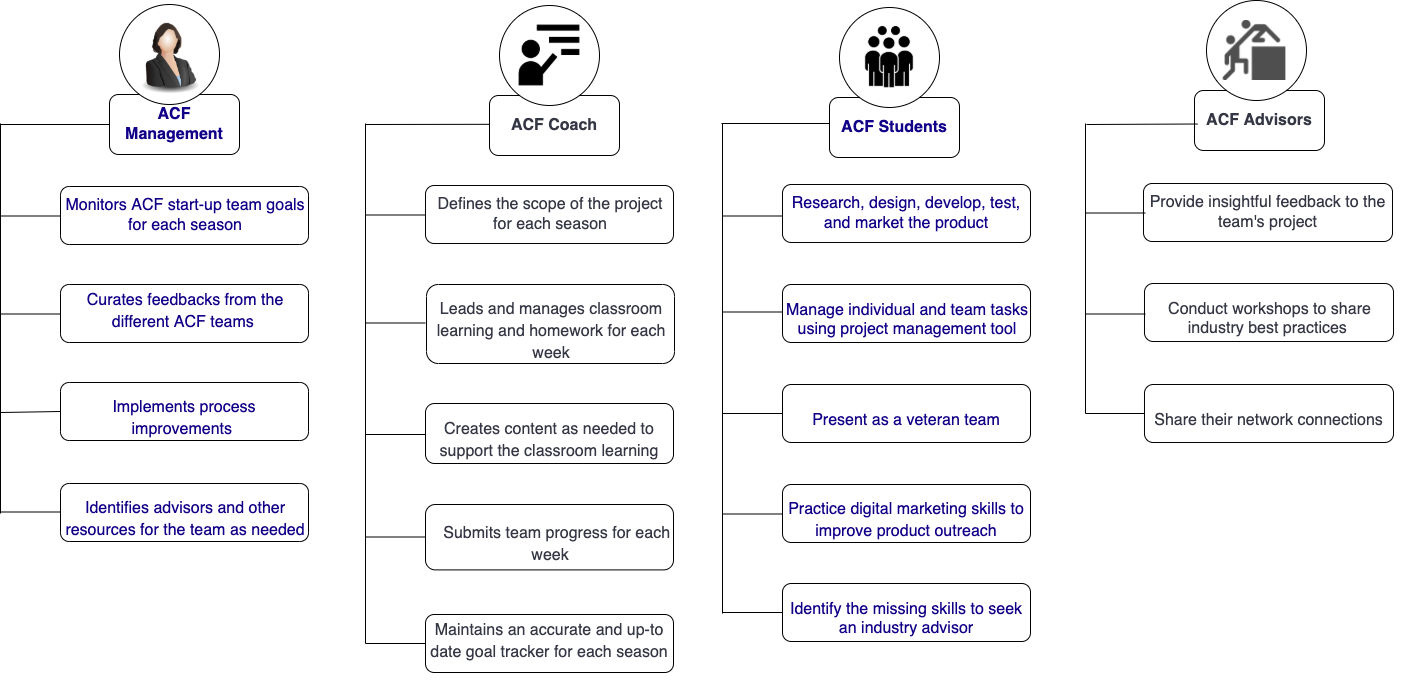 ACF
Management
Monitors ACF start-up team goals
for each season
Curates feedbacks from the
different ACF teams
Implements process
improvements
Identifies advisors and other
resources for the team as needed
ACF Coach
Defines the scope of the project
for each season
Leads and manages classroom
learning and homework for each
week
Creates content as needed to
support the classroom learning
Submits team progress for each
week
Maintains an accurate and up-to
date goal tracker for each season
ACF Students
Research, design, develop, test,
and market the product
Manage individual and team tasks
using project management tool
Present as a veteran team
Practice digital marketing skills to
improve product outreach
Identify the missing skills to seek
an industry advisor
ACF Advisors
Provide insightful feedback to the
team's project
Conduct workshops to share
industry best practices
Share their network connections